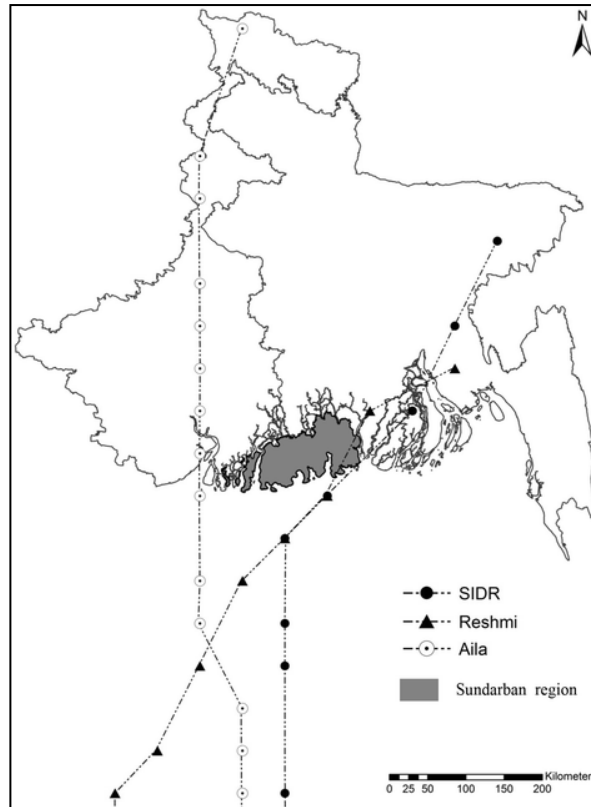 N
SIDR
Reshmi
Aila
Sundarban region
Kilometer
0 25 50 100 150 200